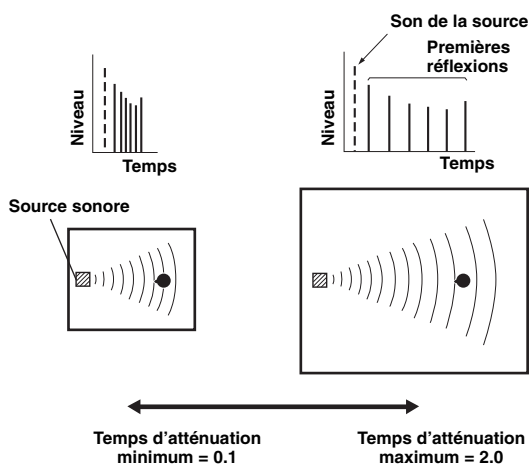 Son de la source
Premières
réflexions
Niveau
Temps
Niveau
Temps
Source sonore
Temps d'atténuation
minimum = 0.1
Temps d'atténuation
maximum = 2.0